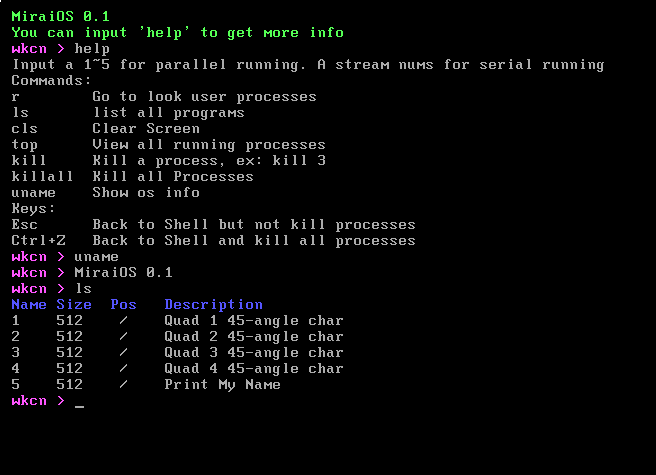 MiraiOS 0.1
You can input 'help' to get more info
wkcn > help
Input a 1~5 for parallel running. A stream nums for serial running
Commands:
r        Go to look user processes
ls       list all programs
cls      Clear Screen
top      View all running processes
kill     Kill a process, ex: kill 3
killall  Kill all Processes
uname    Show os info
Keys:
Esc      Back to Shell but not kill processes
Ctrl+Z   Back to Shell and kill all processes
wkcn > uname
wkcn > MiraiOS 0.1
wkcn > ls
Name Size  Pos   Description
1    512    /    Quad 1 45-angle char
2    512    /    Quad 2 45-angle char
3    512    /    Quad 3 45-angle char
4    512    /    Quad 4 45-angle char
5    512    /    Print My Name
wkcn > _